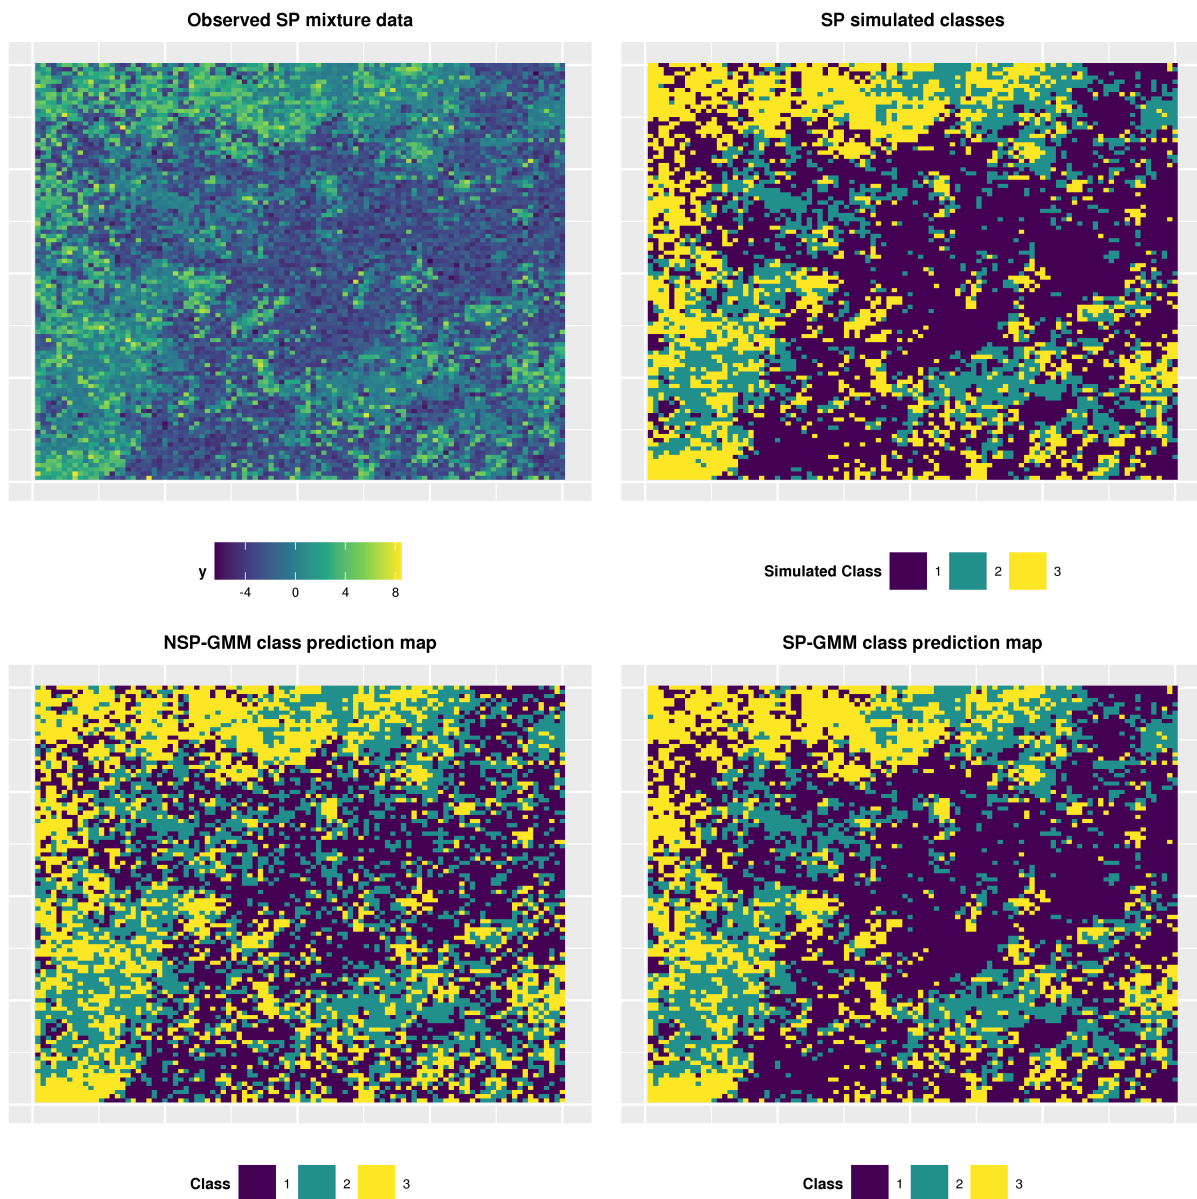 Observed SP mixture data
SP simulated classes
y
-4 0 4 8
Simulated Class 1 2 3
NSP-GMM class prediction map
SP-GMM class prediction map
Class 1 2 3
Class 1 2 3